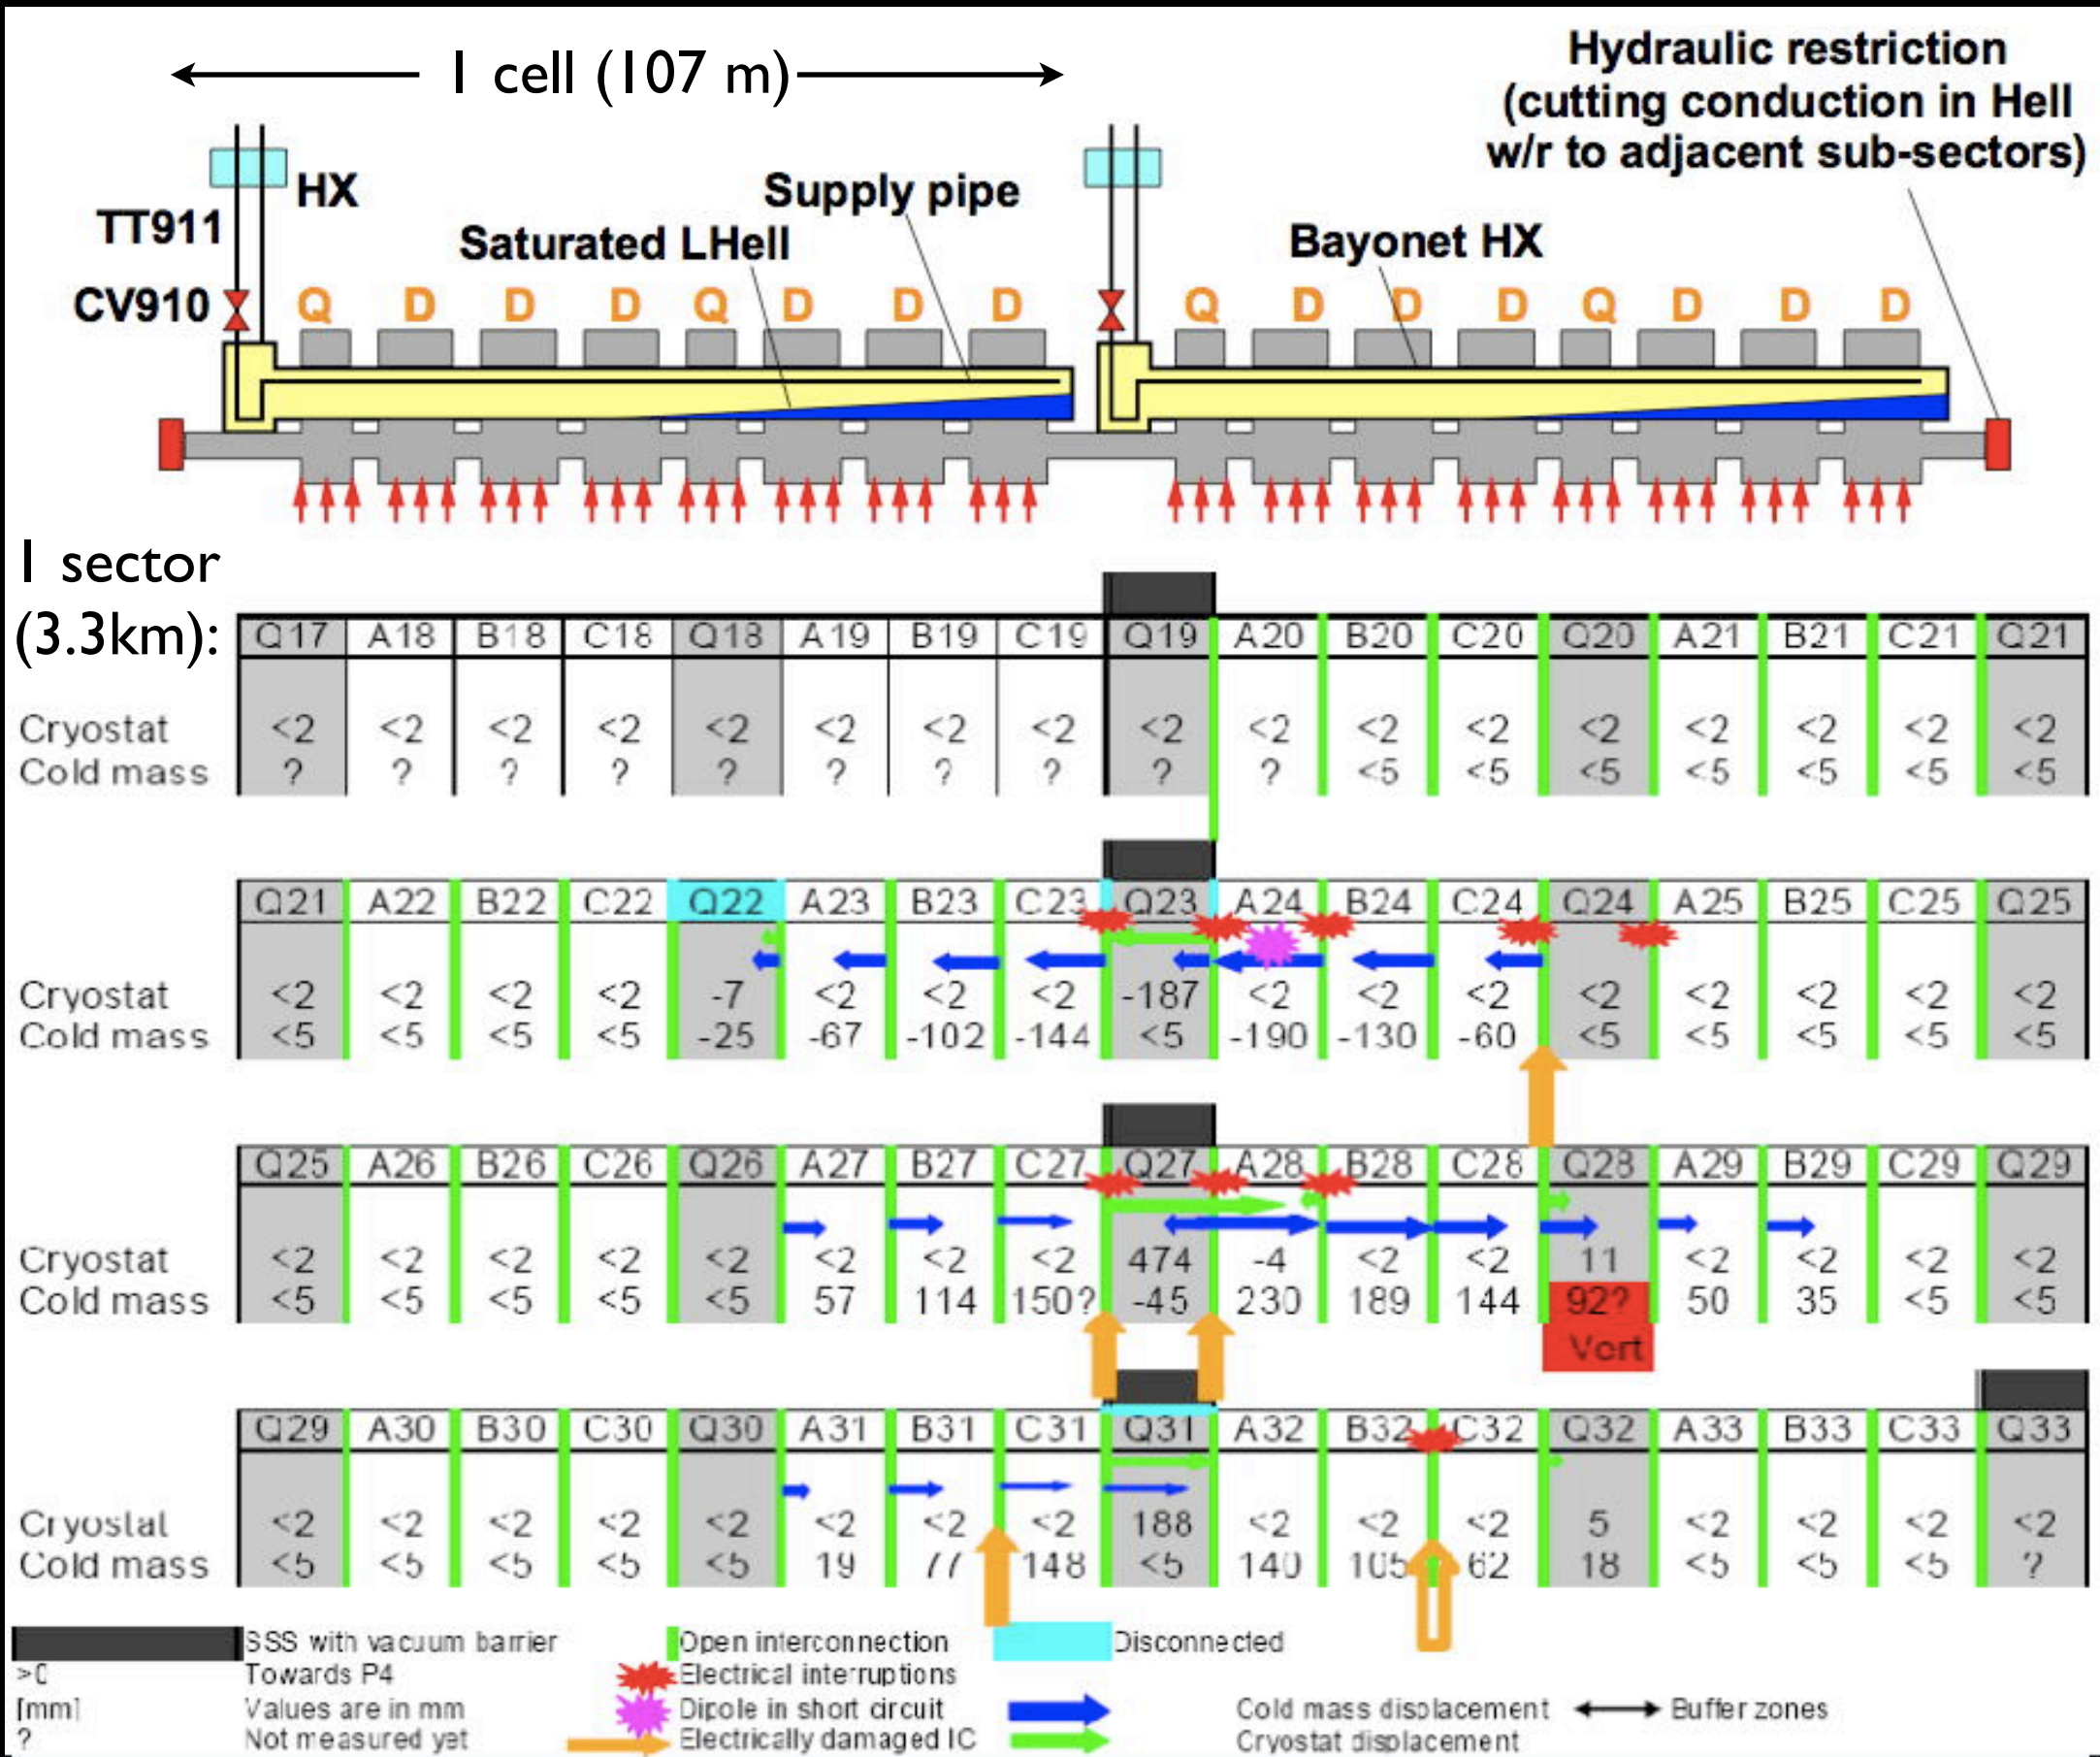 1 cell (107 m)
Hydraulic restriction
(cutting conduction in HeII
w/r to adjacent sub-sectors)
HX
Supply pipe
TT911
Saturated LHeII
Bayonet HX
CV910
Q D D D Q D D D Q D D D Q D D D
1 sector
(3.3km):
Q17 A18 B18 C18 Q18 A19 B19 C19 Q19 A20 B20 C20 Q20 A21 B21 C21 Q21
Cryostat <2 <2 <2 <2 <2 <2 <2 <2 <2 <2 <2 <2 <2 <2 <2 <2 <2
Cold mass ? ? ? ? ? ? ? ? ? ? <5 <5 <5 <5 <5 <5 <5
Q21 A22 B22 C22 Q22 A23 B23 C23 Q23 A24 B24 C24 Q24 A25 B25 C25 Q25
Cryostat <2 <2 <2 <2 -7 <2 <2 <2 -187 <2 <2 <2 <2 <2 <2 <2 <2
Cold mass <5 <5 <5 <5 -25 -67 -102 -144 <5 -190 -130 -60 <5 <5 <5 <5 <5
Q25 A26 B26 C26 Q26 A27 B27 C27 Q27 A28 B28 C28 Q28 A29 B29 C29 Q29
Cryostat <2 <2 <2 <2 <2 <2 <2 <2 474 -4 <2 <2 11 <2 <2 <2 <2
Cold mass <5 <5 <5 <5 <5 57 114 150? -45 230 189 144 92? 50 35 <5 <5
Vert
Q29 A30 B30 C30 Q30 A31 B31 C31 Q31 A32 B32 C32 Q32 A33 B33 C33 Q33
Cryostat <2 <2 <2 <2 <2 <2 <2 <2 188 <2 <2 <2 5 <2 <2 <2 <2
Cold mass <5 <5 <5 <5 <5 19 77 148 <5 140 105 62 18 <5 <5 <5 ?
SSS with vacuum barrier Open interconnection Disconnected
>0 Towards P4 Electrical interruptions
[mm] Values are in mm Dipole in short circuit Cold mass displacement Buffer zones
? Not measured yet Electrically damaged IC Cryostat displacement